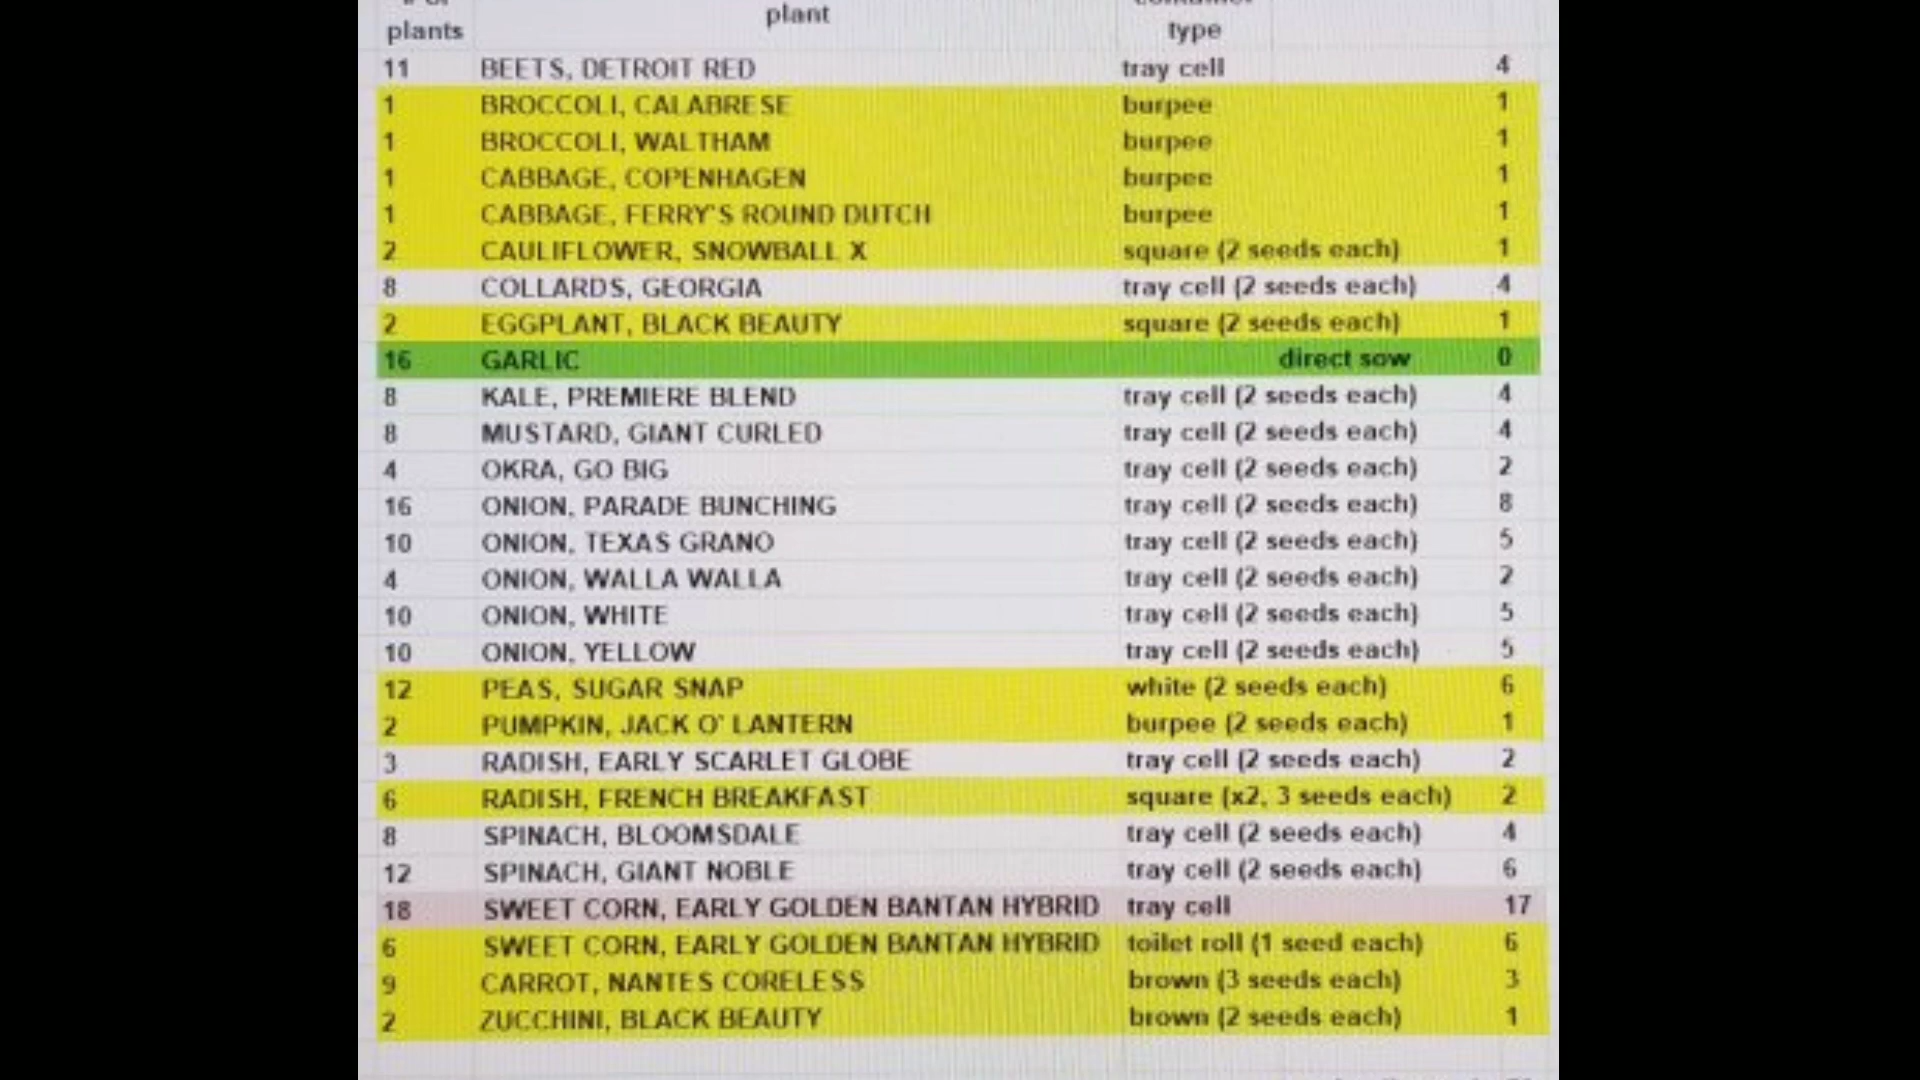 plants plant type
11 BEETS, DETROIT RED tray cell 4
1 BROCCOLI, CALABRESE burpee 1
1 BROCCOLI, WALTHAM burpee 1
1 CABBAGE, COPENHAGEN burpee 1
1 CABBAGE, FERRY'S ROUND DUTCH burpee 1
2 CAULIFLOWER, SNOWBALL X square (2 seeds each) 1
8 COLLARDS, GEORGIA tray cell (2 seeds each) 4
2 EGGPLANT, BLACK BEAUTY square (2 seeds each) 1
16 GARLIC direct sow 0
8 KALE, PREMIERE BLEND tray cell (2 seeds each) 4
8 MUSTARD, GIANT CURLED tray cell (2 seeds each) 4
4 OKRA, GO BIG tray cell (2 seeds each) 2
16 ONION, PARADE BUNCHING tray cell (2 seeds each) 8
10 ONION, TEXAS GRANO tray cell (2 seeds each) 5
4 ONION, WALLA WALLA tray cell (2 seeds each) 2
10 ONION, WHITE tray cell (2 seeds each) 5
10 ONION, YELLOW tray cell (2 seeds each) 5
12 PEAS, SUGAR SNAP white (2 seeds each) 6
2 PUMPKIN, JACK O' LANTERN burpee (2 seeds each) 1
3 RADISH, EARLY SCARLET GLOBE tray cell (2 seeds each) 2
6 RADISH, FRENCH BREAKFAST square (x2, 3 seeds each) 2
8 SPINACH, BLOOMSDALE tray cell (2 seeds each) 4
12 SPINACH, GIANT NOBLE tray cell (2 seeds each) 6
18 SWEET CORN, EARLY GOLDEN BANTAN HYBRID tray cell 17
6 SWEET CORN, EARLY GOLDEN BANTAN HYBRID toilet roll (1 seed each) 6
9 CARROT, NANTES CORELESS brown (3 seeds each) 3
2 ZUCCHINI, BLACK BEAUTY brown (2 seeds each) 1